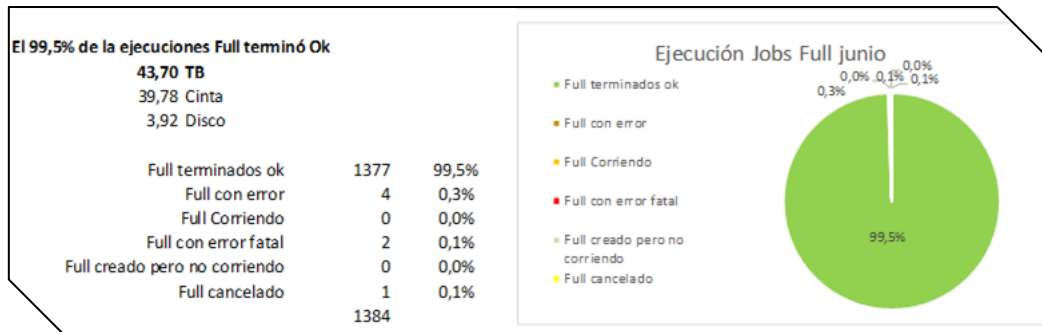 El 99,5% de la ejecuciones Full terminó Ok
43,70 TB
39,78 Cinta
3,92 Disco
Full terminados ok 1377 99,5%
Full con error 4 0,3%
Full Corriendo 0 0,0%
Full con error fatal 2 0,1%
Full creado pero no corriendo 0 0,0%
Full cancelado 1 0,1%
1384
Ejecución Jobs Full junio
Full terminados ok
Full con error
Full Corriendo
Full con error fatal
Full creado pero no
corriendo
Full cancelado
0,0%
0,0% 0,1% 0,1%
0,3%
99,5%